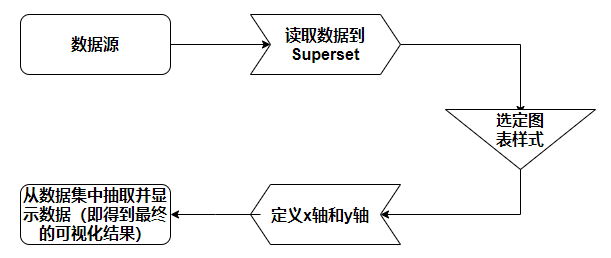 数据源
读取数据到
Superset
选定图
表样式
定义x轴和y轴
从数据集中抽取并显
示数据（即得到最终
的可视化结果）